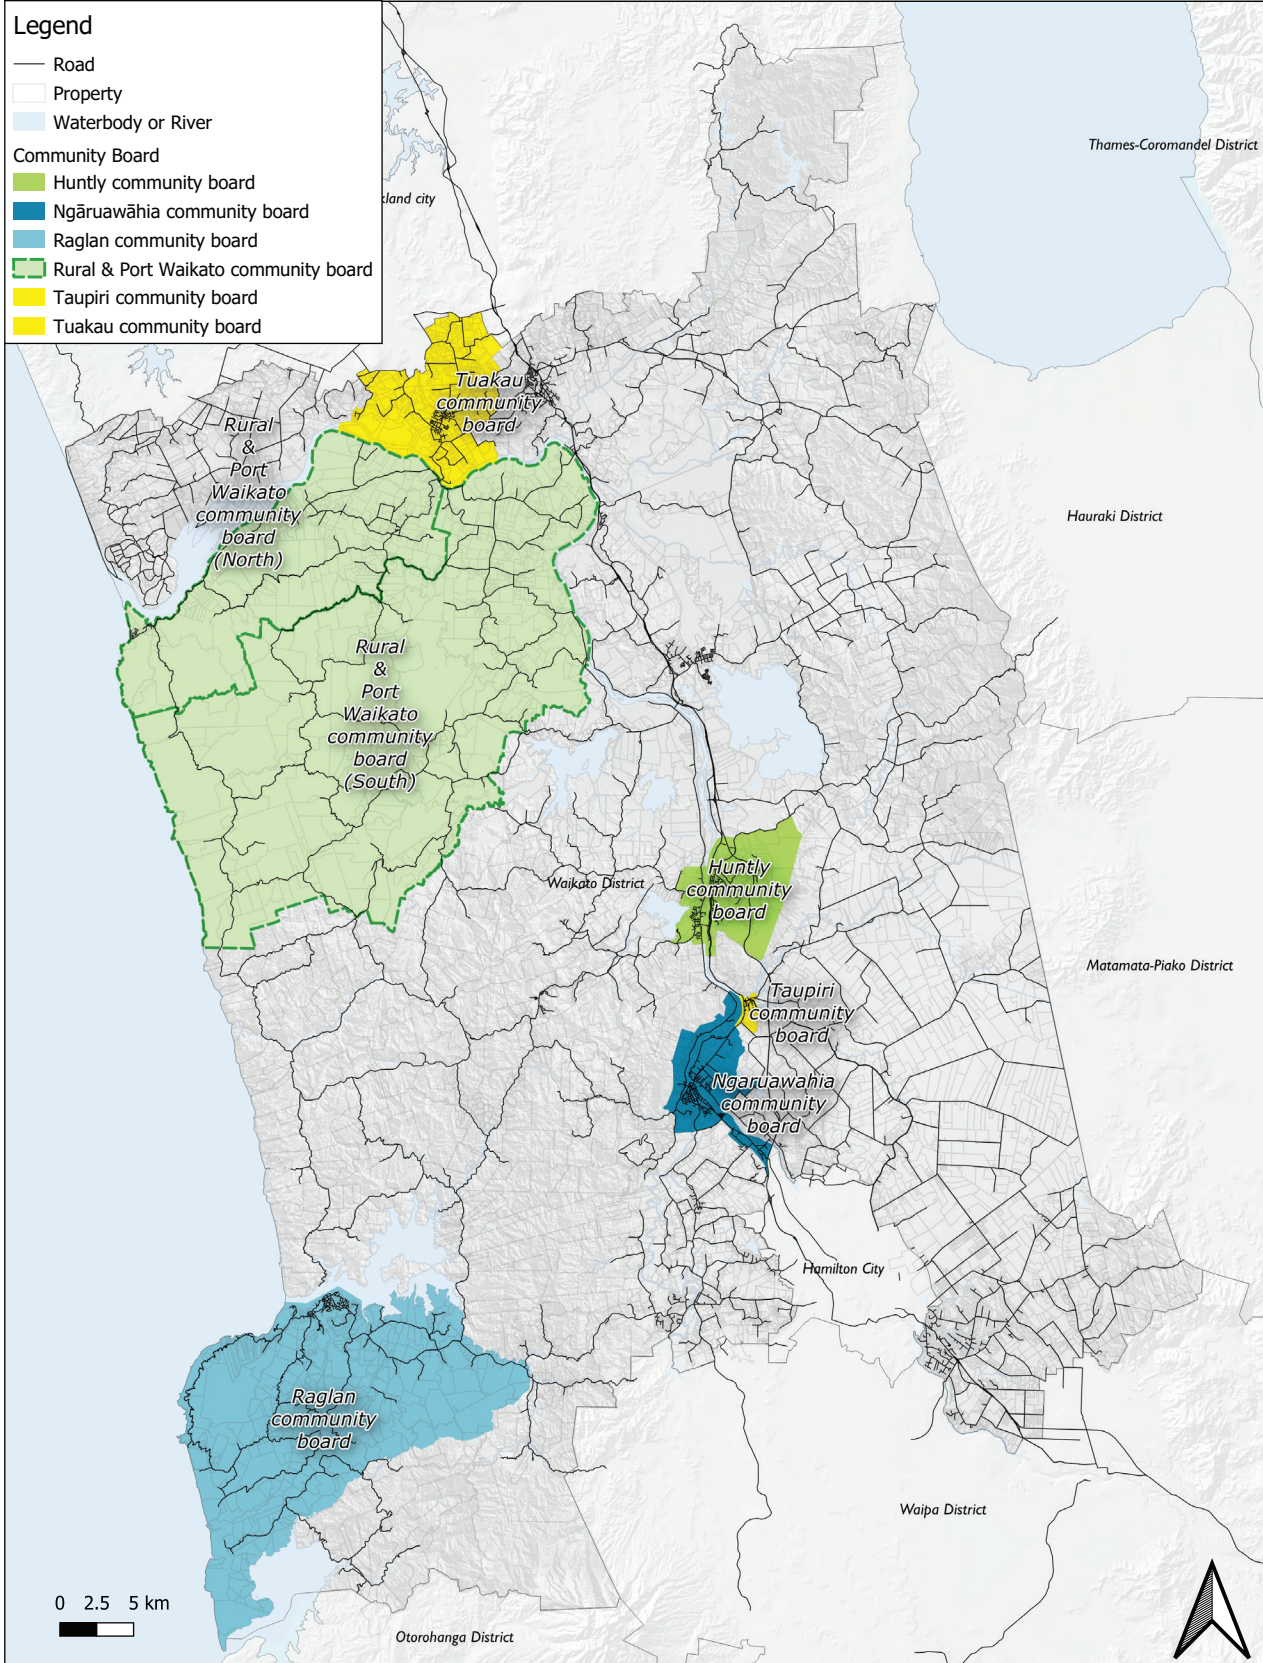 Legend
Road
Property
Waterbody or River
Community Board
Huntly community board
Ngāruawāhia community board
Raglan community board
Rural & Port Waikato community board
Taupiri community board
Tuakau community board
kland city
Thames-Coromandel District
Tuakau
community
board
Rural
&
Port
Waikato
community
board
(North)
Hauraki District
Rural
&
Port
Waikato
community
board
(South)
Waikato District
Huntly
community
board
Matamata-Piako District
Taupiri
community
board
Ngaruawahia
community
board
Hamilton City
Raglan
community
board
Waipa District
0 2.5 5 km
Otorohanga District